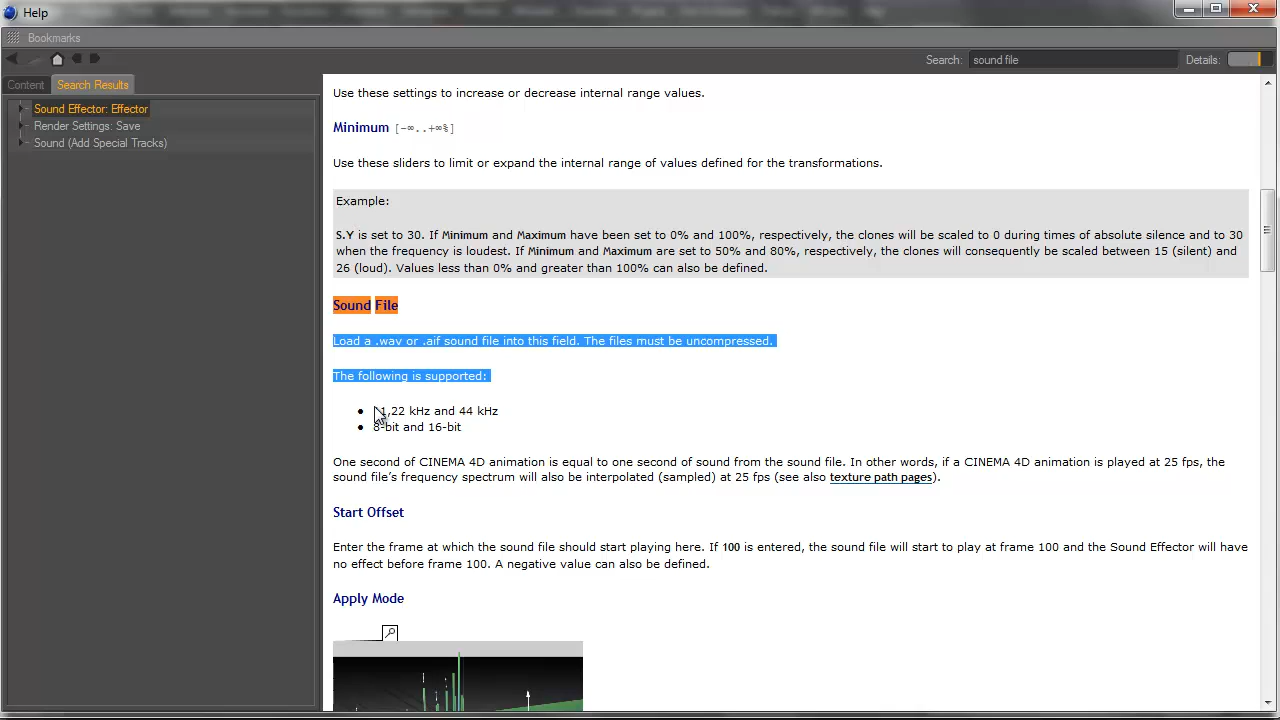 Help
Bookmarks
Search: sound file Details:
Content Search Results
Sound Effector: Effector
Render Settings: Save
Sound (Add Special Tracks)
Use these settings to increase or decrease internal range values.
Minimum [-∞..+∞%]
Use these sliders to limit or expand the internal range of values defined for the transformations.
Example:
S.Y is set to 30. If Minimum and Maximum have been set to 0% and 100%, respectively, the clones will be scaled to 0 during times of absolute silence and to 30
when the frequency is loudest. If Minimum and Maximum are set to 50% and 80%, respectively, the clones will consequently be scaled between 15 (silent) and
26 (loud). Values less than 0% and greater than 100% can also be defined.
Sound File
Load a .wav or .aif sound file into this field. The files must be uncompressed.
The following is supported:
• 11,22 kHz and 44 kHz
• 8-bit and 16-bit
One second of CINEMA 4D animation is equal to one second of sound from the sound file. In other words, if a CINEMA 4D animation is played at 25 fps, the
sound file's frequency spectrum will also be interpolated (sampled) at 25 fps (see also texture path pages).
Start Offset
Enter the frame at which the sound file should start playing here. If 100 is entered, the sound file will start to play at frame 100 and the Sound Effector will have
no effect before frame 100. A negative value can also be defined.
Apply Mode